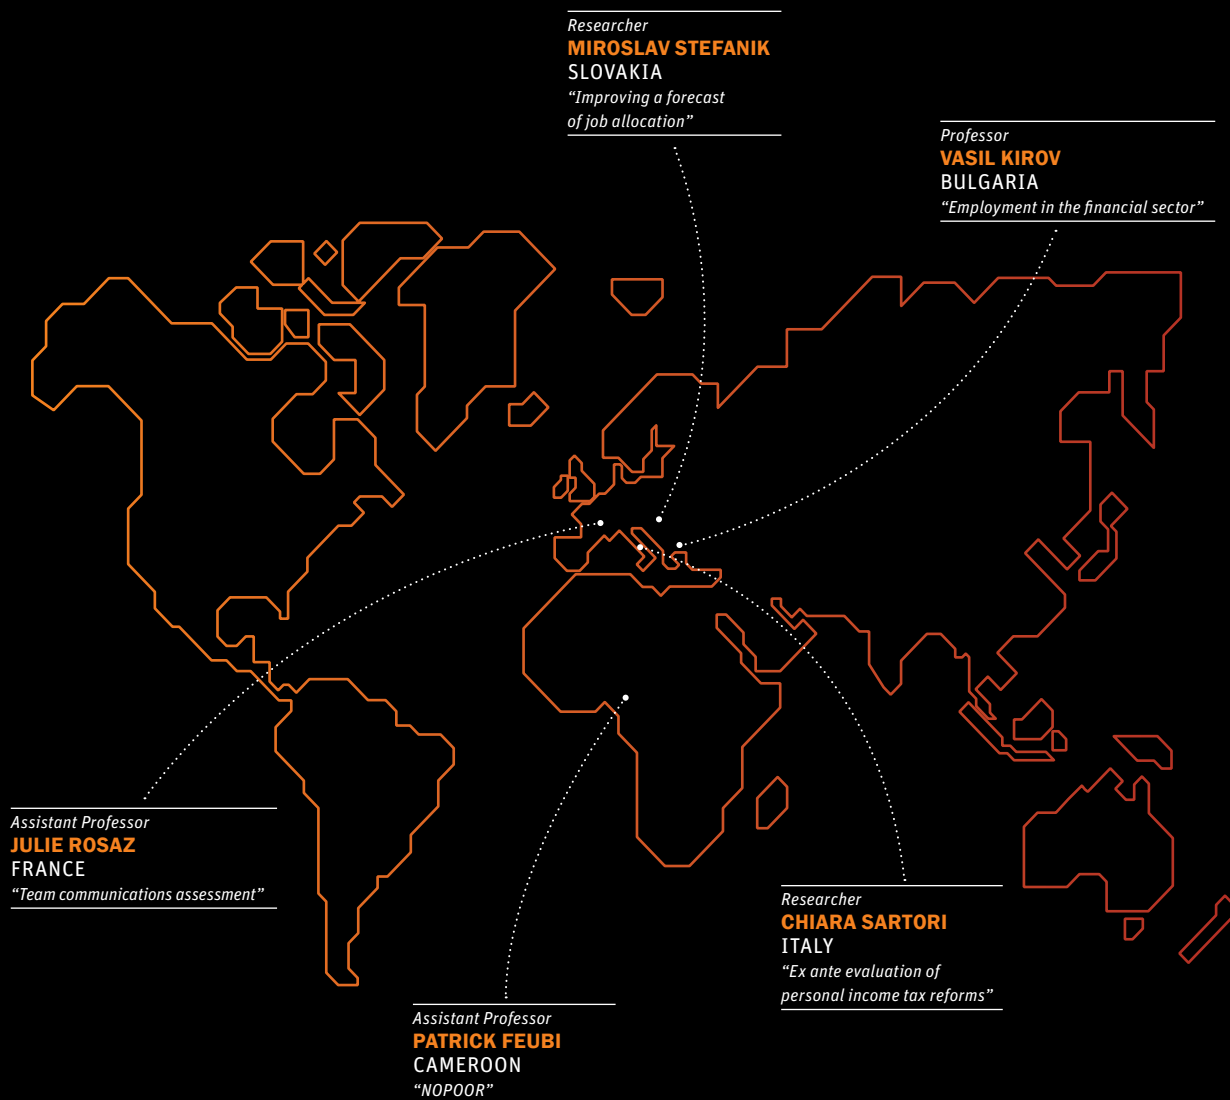 Researcher
MIROSLAV STEFANIK
SLOVAKIA
“Improving a forecast
of job allocation”
Professor
VASIL KIROV
BULGARIA
“Employment in the financial sector”
Assistant Professor
JULIE ROSAZ
FRANCE
“Team communications assessment”
Researcher
CHIARA SARTORI
ITALY
“Ex ante evaluation of
personal income tax reforms”
Assistant Professor
PATRICK FEUBI
CAMEROON
“NOPOOR”